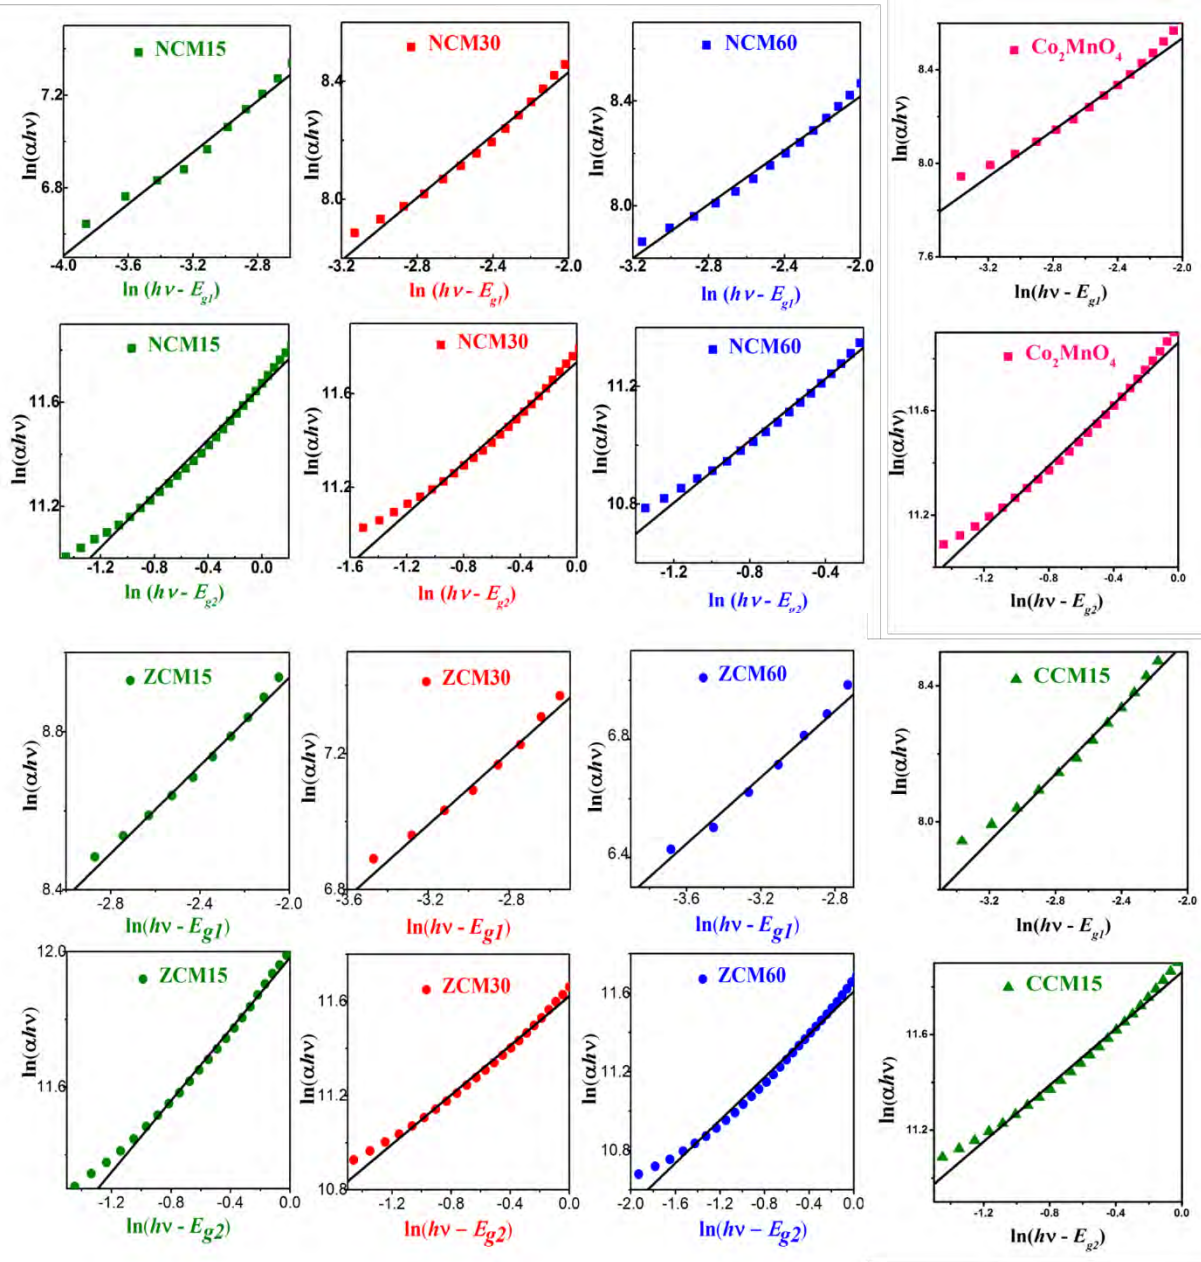 NCM15
7.2
6.8
ln(αhν)
-4.0 -3.6 -3.2 -2.8
ln (hν - Eg1)
NCM30
8.4
8.0
ln(αhν)
-3.2 -2.8 -2.4 -2.0
ln (hν - Eg1)
NCM60
8.4
8.0
ln(αhν)
-3.2 -2.8 -2.4 -2.0
ln (hν - Eg1)
Co2MnO4
8.4
8.0
7.6
ln(αhν)
-3.2 -2.8 -2.4 -2.0
ln(hν - Eg1)
NCM15
11.6
11.2
ln(αhν)
-1.2 -0.8 -0.4 0.0
ln (hν - Eg2)
NCM30
11.6
11.2
ln(αhν)
-1.6 -1.2 -0.8 -0.4 0.0
ln (hν - Eg2)
NCM60
11.2
10.8
ln(αhν)
-1.2 -0.8 -0.4
ln (hν - Eg2)
Co2MnO4
11.6
11.2
ln(αhν)
-1.2 -0.8 -0.4 0.0
ln(hν - Eg2)
ZCM15
8.8
8.4
ln(αhν)
-2.8 -2.4 -2.0
ln(hν - Eg1)
ZCM30
7.2
6.8
ln(αhν)
-3.6 -3.2 -2.8
ln(hν - Eg1)
ZCM60
6.8
6.4
ln(αhν)
-3.6 -3.2 -2.8
ln(hν - Eg1)
CCM15
8.4
8.0
ln(αhν)
-3.2 -2.8 -2.4 -2.0
ln(hν - Eg1)
ZCM15
12.0
11.6
ln(αhν)
-1.2 -0.8 -0.4 0.0
ln(hν - Eg2)
ZCM30
11.6
11.2
10.8
ln(αhν)
-1.2 -0.8 -0.4 0.0
ln(hν – Eg2)
ZCM60
11.6
11.2
10.8
ln(αhν)
-2.0 -1.6 -1.2 -0.8 -0.4 0.0
ln(hν – Eg2)
CCM15
11.6
11.2
ln(αhν)
-1.2 -0.8 -0.4 0.0
ln(hν - Eg2)